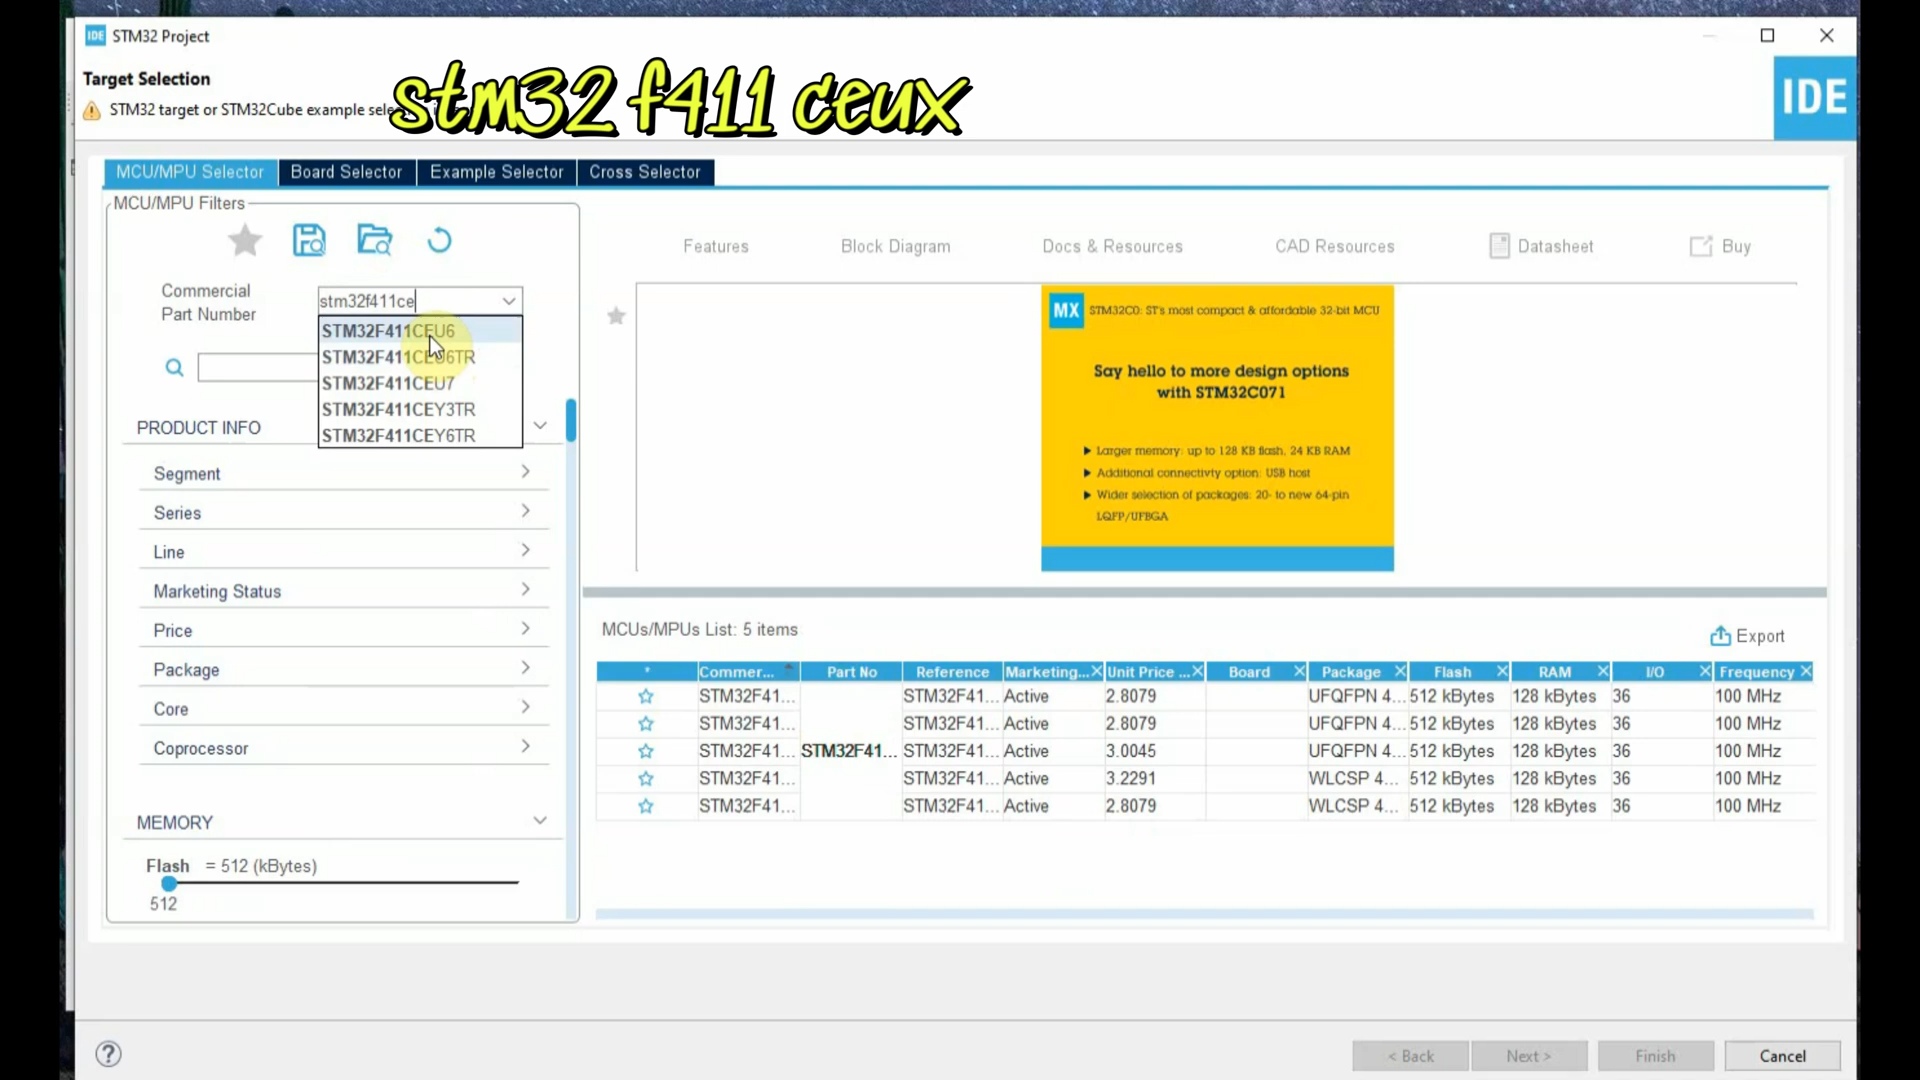 IDE STM32 Project
Target Selection
STM32 target or STM32Cube example sele
stm32 f411 ceux
IDE
MCU/MPU Selector Board Selector Example Selector Cross Selector
MCU/MPU Filters
Features Block Diagram Docs & Resources CAD Resources Datasheet Buy
Commercial
Part Number
stm32f411ce
STM32F411CEU6
STM32F411CEU6TR
STM32F411CEU7
STM32F411CEY3TR
STM32F411CEY6TR
PRODUCT INFO
Segment
Series
Line
Marketing Status
Price
Package
Core
Coprocessor
MEMORY
Flash = 512 (kBytes)
512
MX STM32C0: ST's most compact & affordable 32-bit MCU
Say hello to more design options
with STM32C071
Larger memory: up to 128 KB flash, 24 KB RAM
Additional connectivty option: USB host
Wider selection of packages: 20- to new 64-pin
LQFP/UFBGA
MCUs/MPUs List: 5 items
Export
* Commer... Part No Reference Marketing... Unit Price ... Board Package Flash RAM I/O Frequency
STM32F41... STM32F41... Active 2.8079 UFQFPN 4... 512 kBytes 128 kBytes 36 100 MHz
STM32F41... STM32F41... Active 2.8079 UFQFPN 4... 512 kBytes 128 kBytes 36 100 MHz
STM32F41... STM32F41... STM32F41... Active 3.0045 UFQFPN 4... 512 kBytes 128 kBytes 36 100 MHz
STM32F41... STM32F41... Active 3.2291 WLCSP 4... 512 kBytes 128 kBytes 36 100 MHz
STM32F41... STM32F41... Active 2.8079 WLCSP 4... 512 kBytes 128 kBytes 36 100 MHz
? < Back Next > Finish Cancel